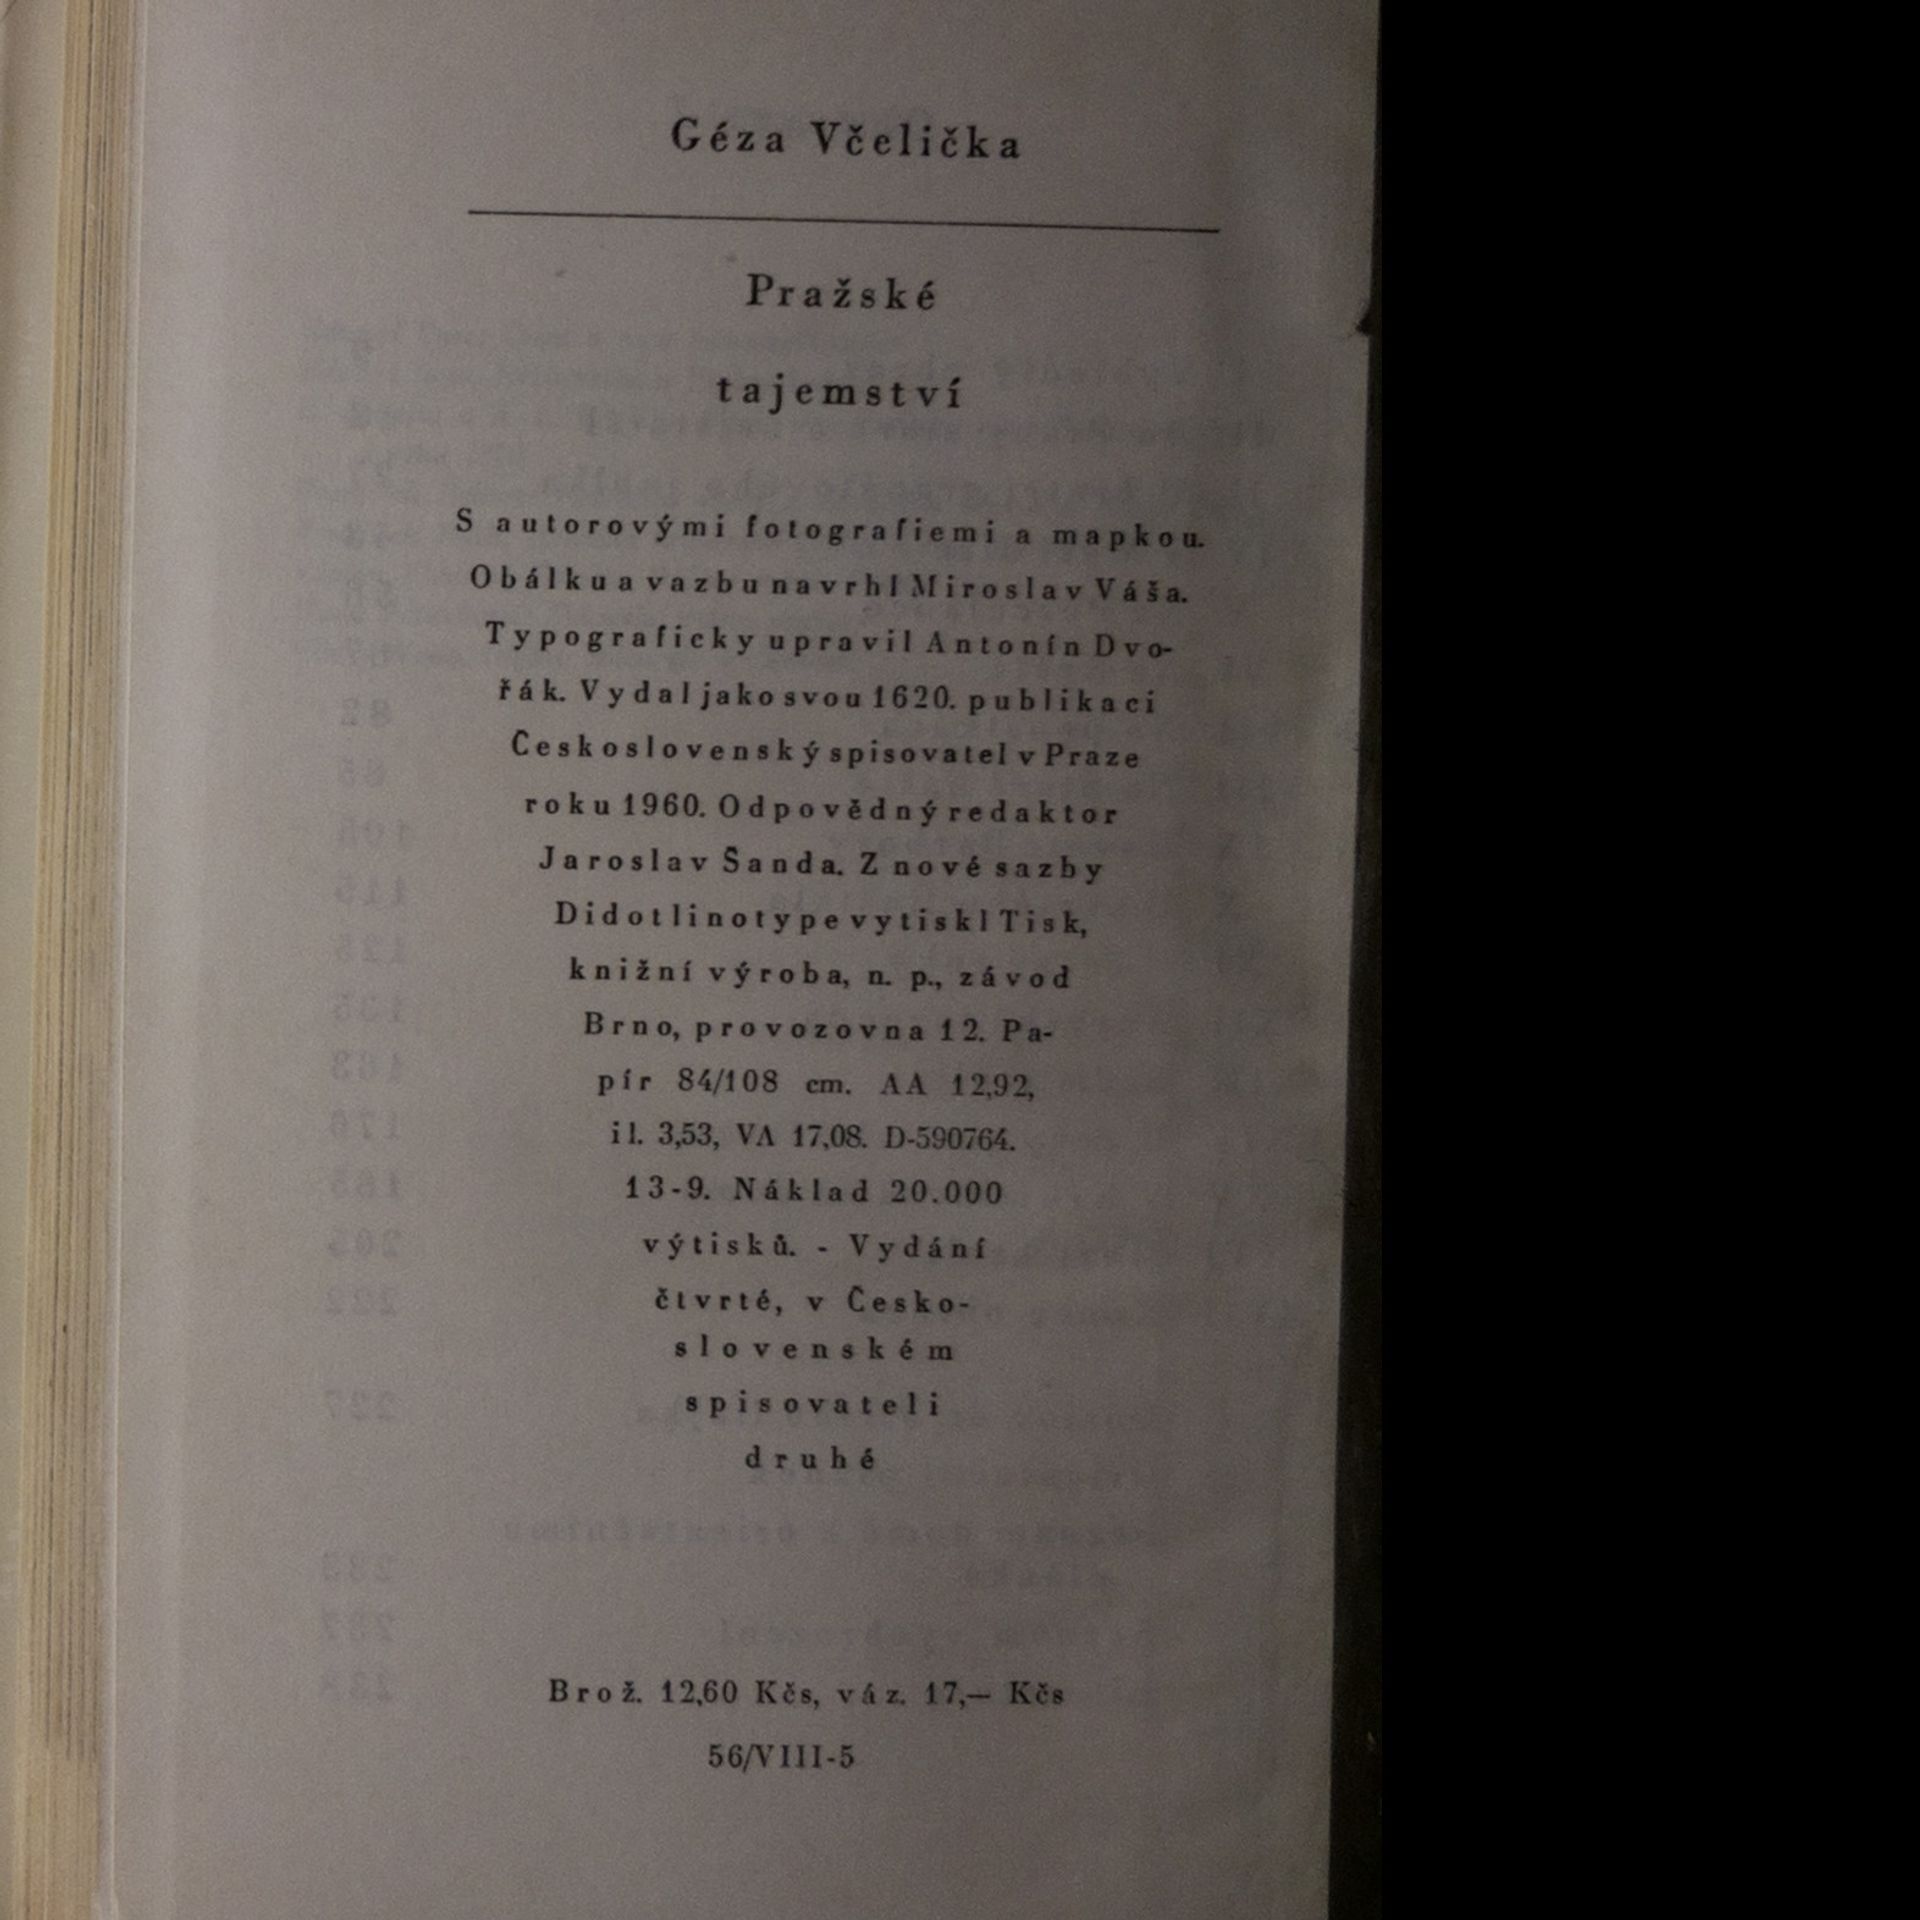 Géza Včelička
Pražské
tajemství
S autorovými fotografiemi a mapkou.
Obálku a vazbu navrhl Miroslav Váša.
Typograficky upravil Antonín Dvo-
řák. Vydal jako svou 1620. publikaci
Československý spisovatel v Praze
roku 1960. Odpovědný redaktor
Jaroslav Šanda. Z nové sazby
Didotlinotype vytiskl Tisk,
knižní výroba, n. p., závod
Brno, provozovna 12. Pa-
pír 84/108 cm. AA 12,92,
il. 3,53, VA 17,08. D-590764.
13-9. Náklad 20.000
výtisků. - Vydání
čtvrté, v Česko-
slovenském
spisovateli
druhé
Brož. 12,60 Kčs, váz. 17,— Kčs
56/VIII-5